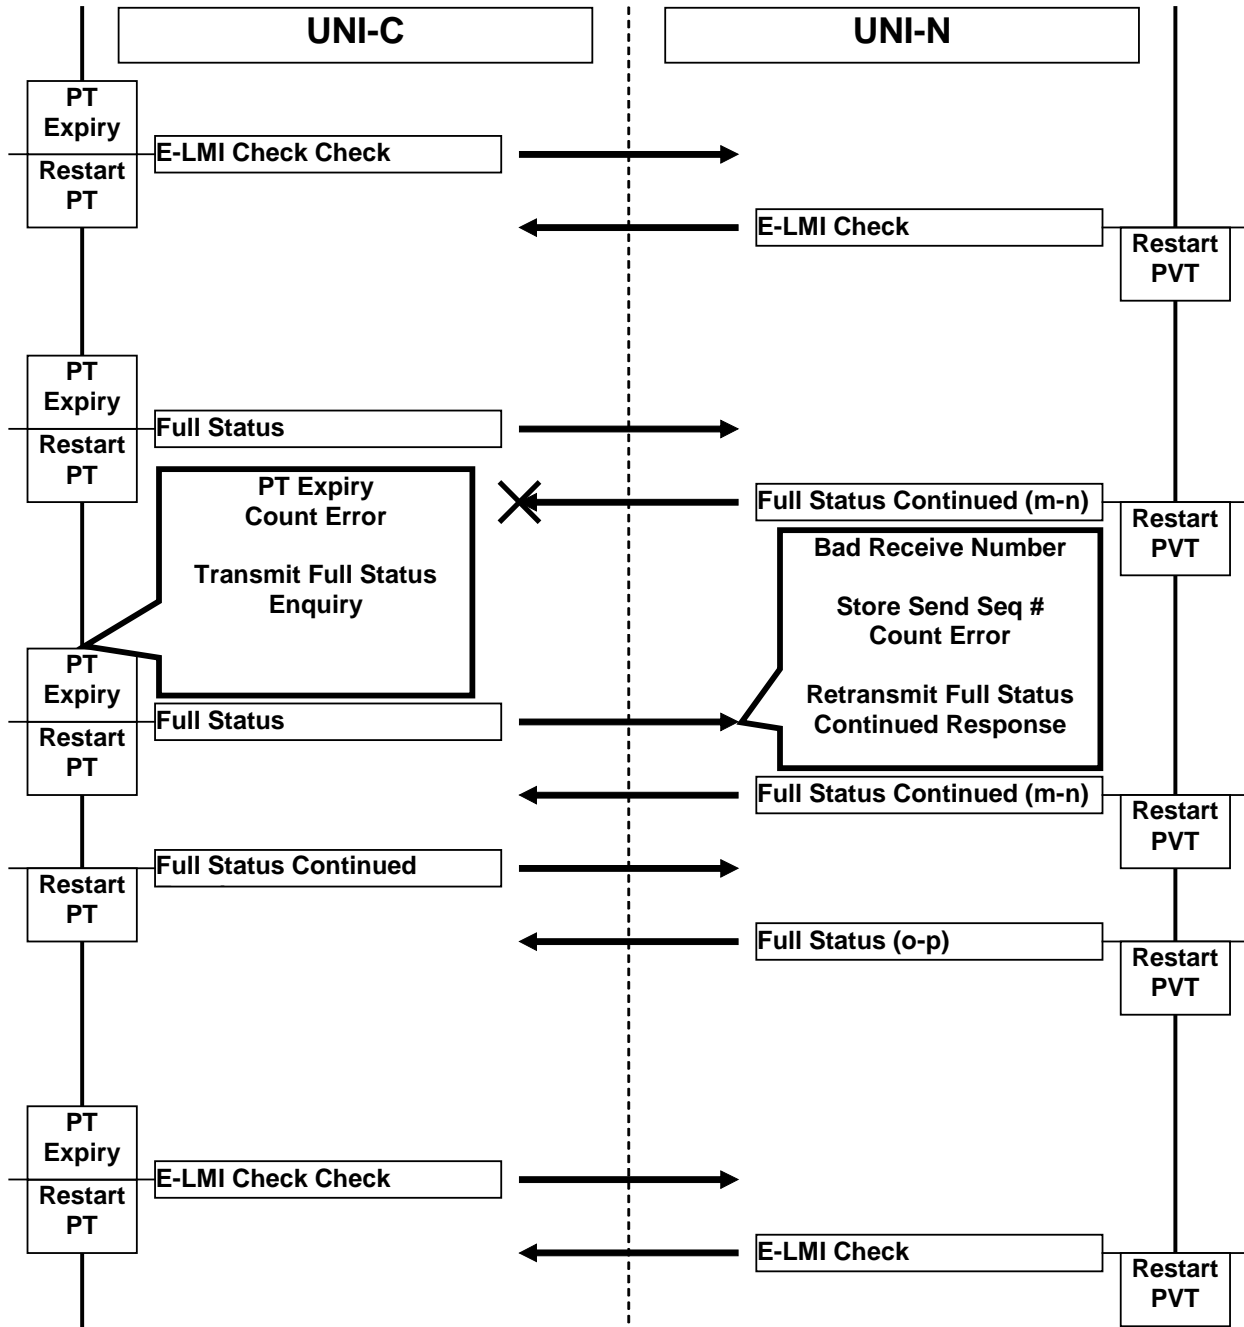 UNI-C
UNI-N
PT
Expiry
E-LMI Check Check
Restart
PT
E-LMI Check
Restart
PVT
PT
Expiry
Full Status
Restart
PT
Full Status Continued (m-n)
Restart
PVT
PT Expiry
Count Error
Transmit Full Status
Enquiry
Bad Receive Number
Store Send Seq #
Count Error
Retransmit Full Status
Continued Response
PT
Expiry
Full Status
Restart
PT
Full Status Continued (m-n)
Restart
PVT
Full Status Continued
Restart
PT
Full Status (o-p)
Restart
PVT
PT
Expiry
E-LMI Check Check
Restart
PT
E-LMI Check
Restart
PVT